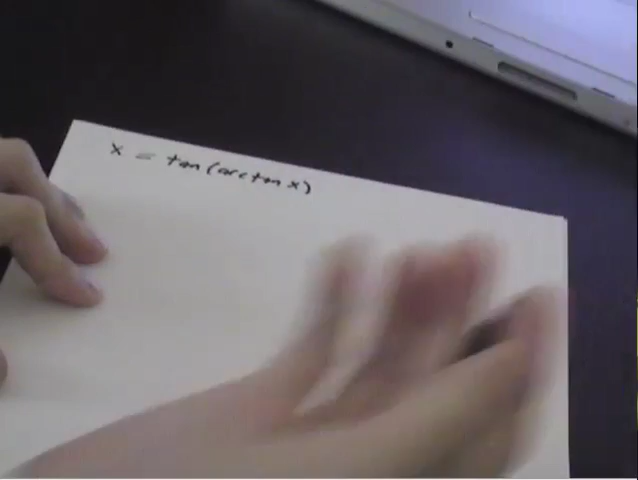 x = tan(arctan x)